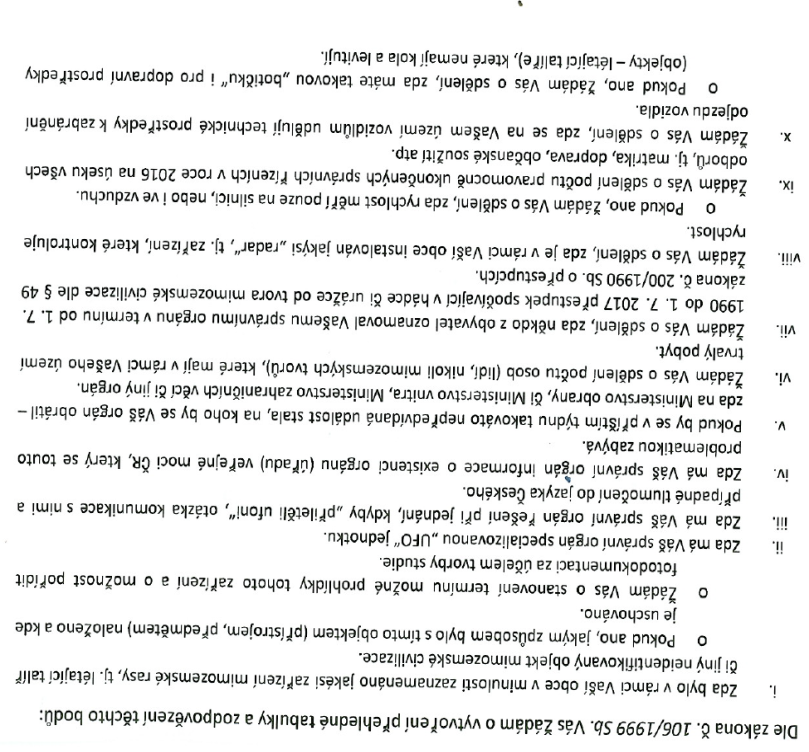 Dle zákona č. 106/1999 Sb. Vás Žádám o vytvoření přehledné tabulky a zodpovězení těchto bodů:
i. Zda bylo v rámci Vaší obce v minulosti zaznamenáno jakési zařízení mimozemské rasy, tj. létající talíř
či jiný neidentifikovaný objekt mimozemské civilizace.
O Pokud ano, jakým způsobem bylo s tímto objektem (přístrojem, předmětem) naloženo a kde
je uschováno.
O Žádám Vás o stanovení termínu možné prohlídky tohoto zařízení a o možnost pořídit
fotodokumentaci za účelem tvorby studie.
ii. Zda má Váš správní orgán specializovanou „UFO“ jednotku.
iii. Zda má Váš správní orgán řešení při jednání, kdyby „přiletěli ufoni“, otázka komunikace s nimi a
případné tlumočení do jazyka Českého.
iv. Zda má Váš správní orgán informace o existenci orgánu (úřadu) veřejné moci ČR, který se touto
problematikou zabývá.
v. Pokud by se v příštím týdnu takováto nepředvídaná událost stala, na koho by se Váš orgán obrátil –
zda na Ministerstvo obrany, či Ministerstvo vnitra, Ministerstvo zahraničních věcí či jiný orgán.
vi. Žádám Vás o sdělení počtu osob (lidí, nikoli mimozemských tvorů), které mají v rámci Vašeho území
trvalý pobyt.
vii. Žádám Vás o sdělení, zda někdo z obyvatel oznamoval Vašemu správnímu orgánu v termínu od 1. 7.
1990 do 1. 7. 2017 přestupek spočívající v hádce či urážce od tvora mimozemské civilizace dle § 49
zákona č. 200/1990 Sb. o přestupcích.
viii. Žádám Vás o sdělení, zda je v rámci Vaší obce instalován jakýsi „radar“, tj. zařízení, které kontroluje
rychlost.
O Pokud ano, žádám Vás o sdělení, zda rychlost měří pouze na silnici, nebo i ve vzduchu.
ix. Žádám Vás o sdělení počtu pravomocně ukončených správních řízeních v roce 2016 na úseku všech
odborů, tj. matrika, doprava, občanské soužití atp.
x. Žádám Vás o sdělení, zda se na Vašem území vozidlům udělují technické prostředky k zabránění
odjezdu vozidla.
O Pokud ano, žádám Vás o sdělení, zda máte takovou „botičku“ i pro dopravní prostředky
(objekty – létající talíře), které nemají kola a levitují.